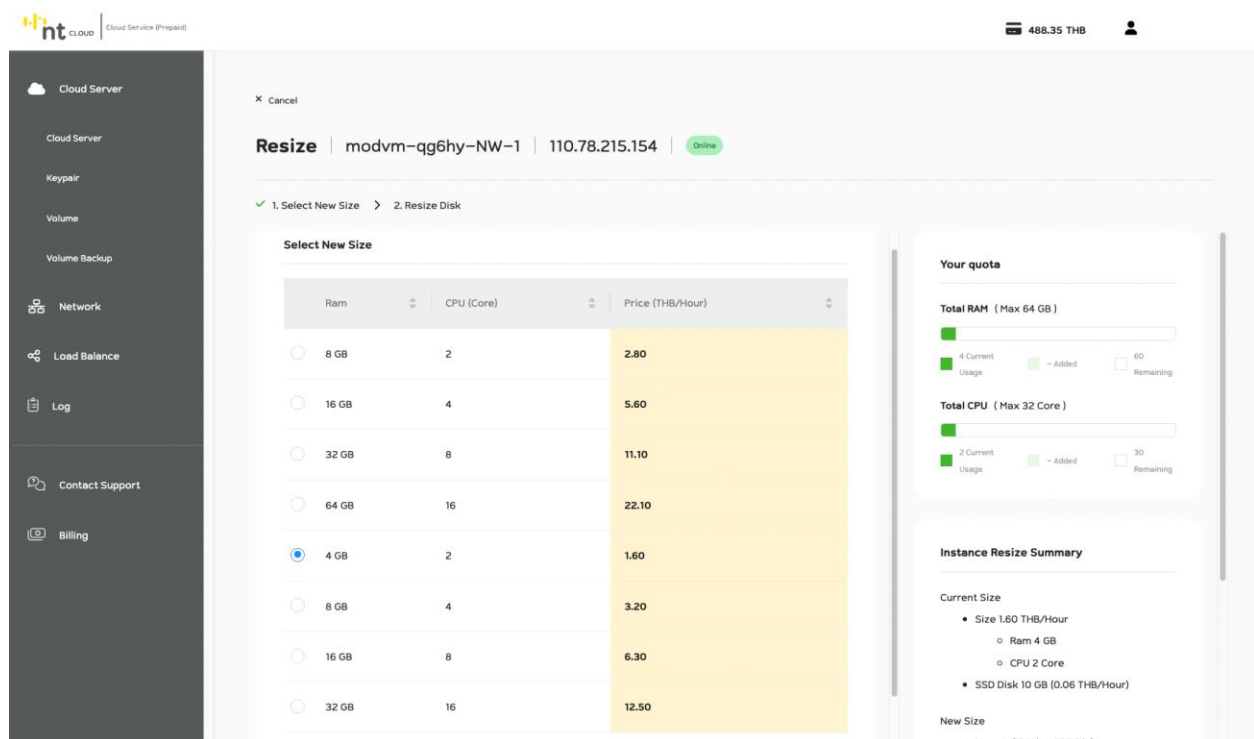 nt CLOUD Cloud Service (Prepaid)
488.35 THB
Cloud Server
Cloud Server
Keypair
Volume
Volume Backup
Network
Load Balance
Log
Contact Support
Billing
× Cancel
Resize modvm-qg6hy-NW-1 110.78.215.154 Online
1. Select New Size > 2. Resize Disk
Select New Size
Ram CPU (Core) Price (THB/Hour)
8 GB 2 2.80
16 GB 4 5.60
32 GB 8 11.10
64 GB 16 22.10
4 GB 2 1.60
8 GB 4 3.20
16 GB 8 6.30
32 GB 16 12.50
Your quota
Total RAM ( Max 64 GB )
4 Current Usage
- Added
60 Remaining
Total CPU ( Max 32 Core )
2 Current Usage
- Added
30 Remaining
Instance Resize Summary
Current Size
• Size 1.60 THB/Hour
○ Ram 4 GB
○ CPU 2 Core
• SSD Disk 10 GB (0.06 THB/Hour)
New Size